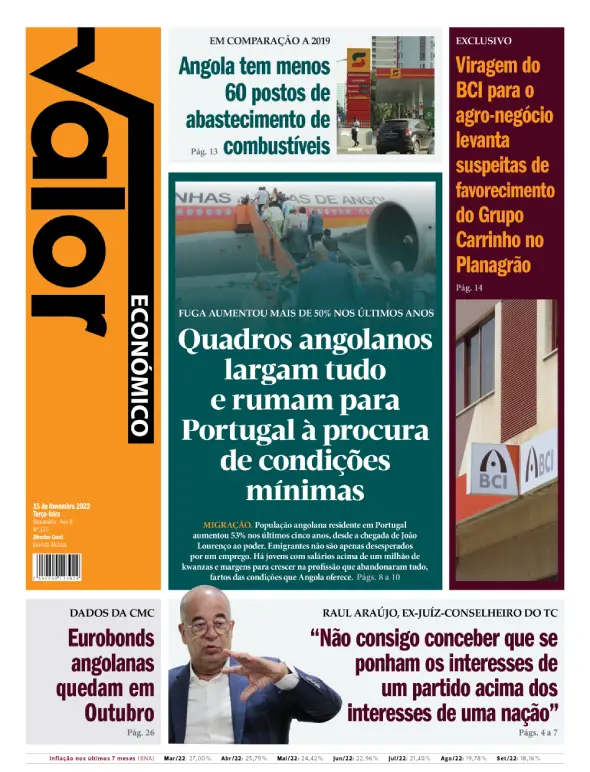 Valor
ECONÓMICO
15 de Novembro 2022
Terça-feira
Director-Geral
EM COMPARAÇÃO A 2019
Angola tem menos
60 postos de
abastecimento de
combustíveis
Pág. 13
EXCLUSIVO
Viragem do
BCI para o
agro-negócio
levanta
suspeitas de
favorecimento
do Grupo
Carrinho no
Planagrão
Pág. 14
NHAS AS DE ANGO
FUGA AUMENTOU MAIS DE 50% NOS ÚLTIMOS ANOS
Quadros angolanos
largam tudo
e rumam para
Portugal à procura
de condições
mínimas
MIGRAÇÃO. População angolana residente em Portugal
aumentou 53% nos últimos cinco anos, desde a chegada de João
Lourenço ao poder. Emigrantes não são apenas desesperados
por um emprego. Há jovens com salários acima de um milhão de
kwanzas e margens para crescer na profissão que abandonaram tudo,
fartos das condições que Angola oferece. Págs. 8 a 10
BCI
BCI
DADOS DA CMC
Eurobonds
angolanas
quedam em
Outubro
Pág. 26
RAUL ARAÚJO, EX-JUÍZ-CONSELHEIRO DO TC
“Não consigo conceber que se
ponham os interesses de
um partido acima dos
interesses de uma nação”
Págs. 4 a 7
Inflação nos últimos 7 meses (BNA) Mar/22: 27,00% Abr/22: 25,79% Mai/22: 24,42% Jun/22: 22,96% Jul/22: 21,40% Ago/22: 19,78% Set/22: 18,16%